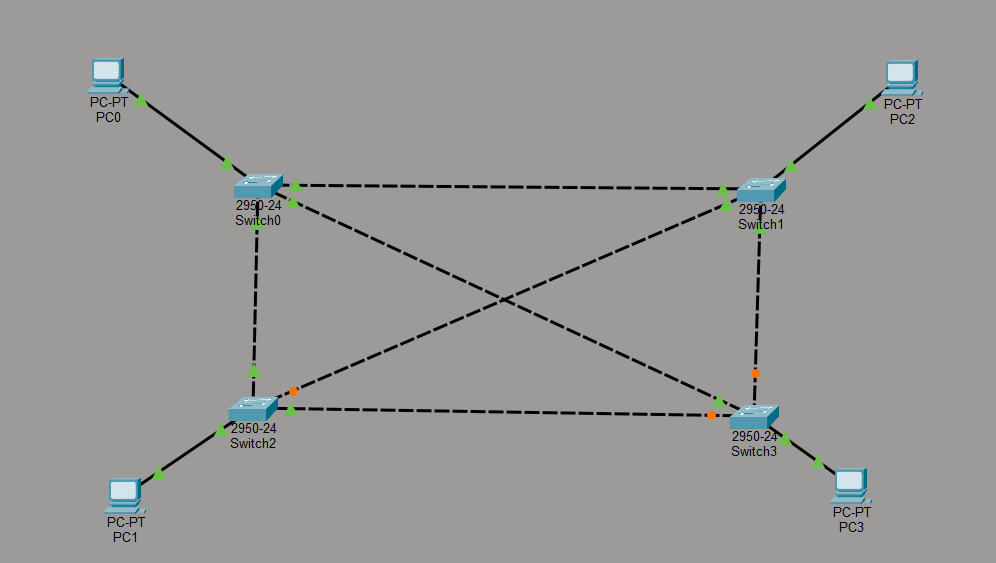 PC-PT
PC0
PC-PT
PC2
2950-24
Switch0
2950-24
Switch1
2950-24
Switch2
2950-24
Switch3
PC-PT
PC1
PC-PT
PC3